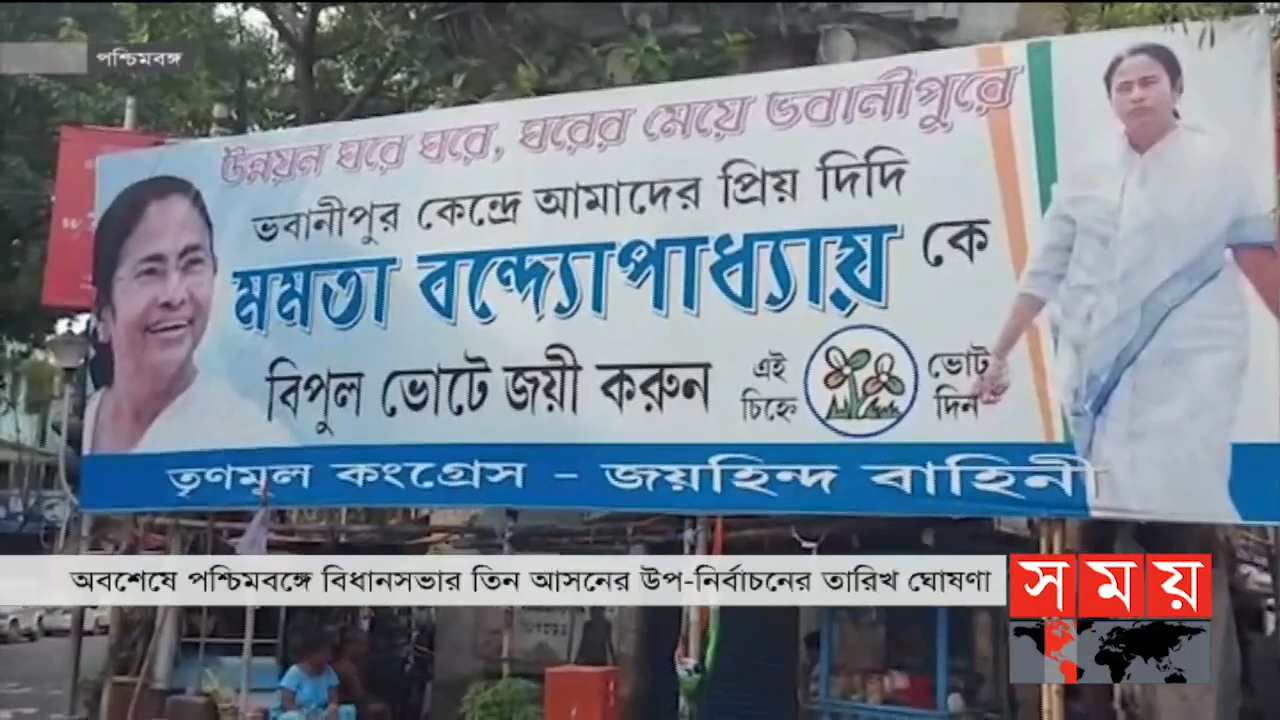 পশ্চিমবঙ্গ
উন্নয়ন ঘরে ঘরে, ঘরের মেয়ে ভবানীপুরে
ভবানীপুর কেন্দ্রে আমাদের প্রিয় দিদি
মমতা বন্দ্যোপাধ্যায় কে
বিপুল ভোটে জয়ী করুন
এই চিহ্নে
ভোট দিন
তৃণমূল কংগ্রেস - জয়হিন্দ বাহিনী
অবশেষে পশ্চিমবঙ্গে বিধানসভার তিন আসনের উপ-নির্বাচনের তারিখ ঘোষণা
সময়